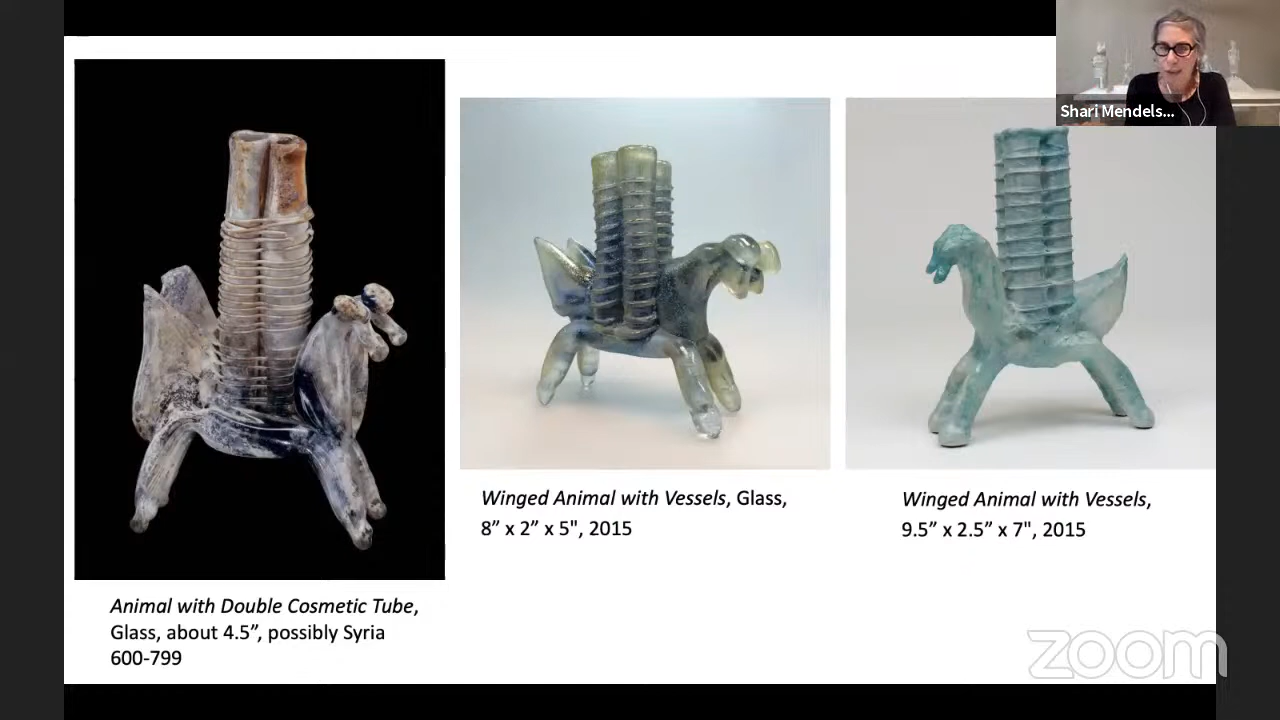 Shari Mendels...
Winged Animal with Vessels, Glass,
8” x 2” x 5", 2015
Winged Animal with Vessels,
9.5” x 2.5” x 7", 2015
Animal with Double Cosmetic Tube,
Glass, about 4.5”, possibly Syria
600-799
zoom